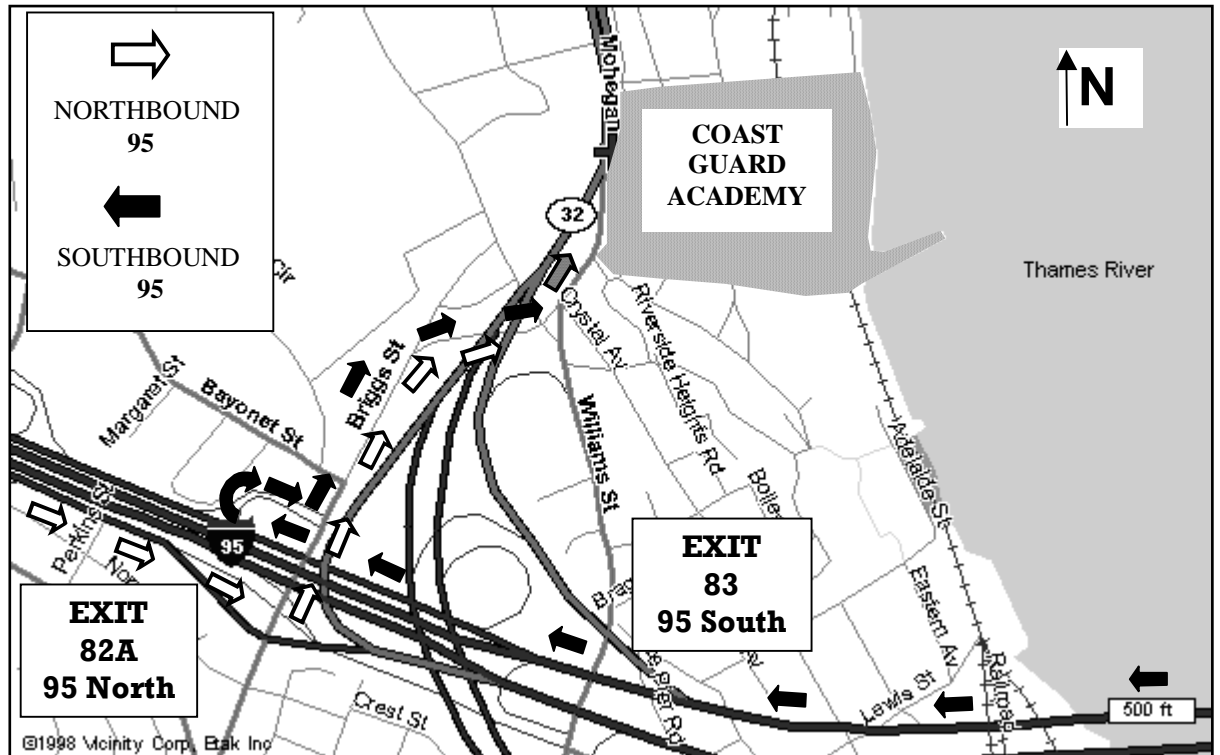 NORTHBOUND
95
SOUTHBOUND
95
Cir
Mohegan
COAST
GUARD
ACADEMY
N
32
Thames River
Crystal Av
Riverside Heights Rd
Briggs St
Margaret St
Bayonet St
Williams St
Adelaide St
Perkins St
95
EXIT
82A
95 North
EXIT
83
95 South
Eastern Av
Railroad
Lewis St
Crest St
500 ft
©1998 Vicinity Corp, Etak Inc